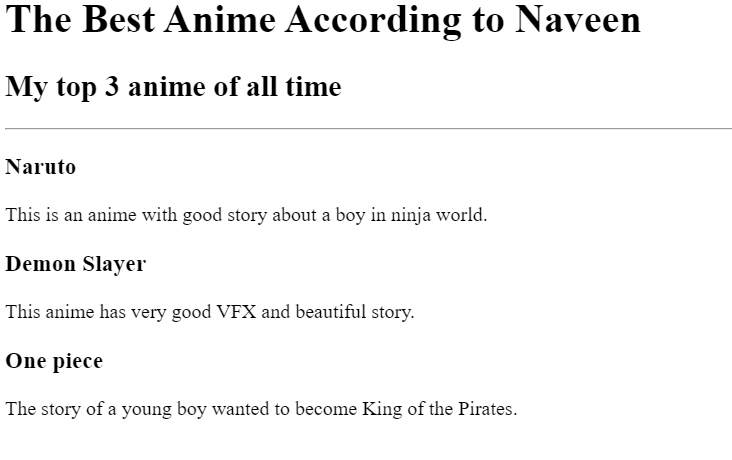 The Best Anime According to Naveen
My top 3 anime of all time
Naruto
This is an anime with good story about a boy in ninja world.
Demon Slayer
This anime has very good VFX and beautiful story.
One piece
The story of a young boy wanted to become King of the Pirates.